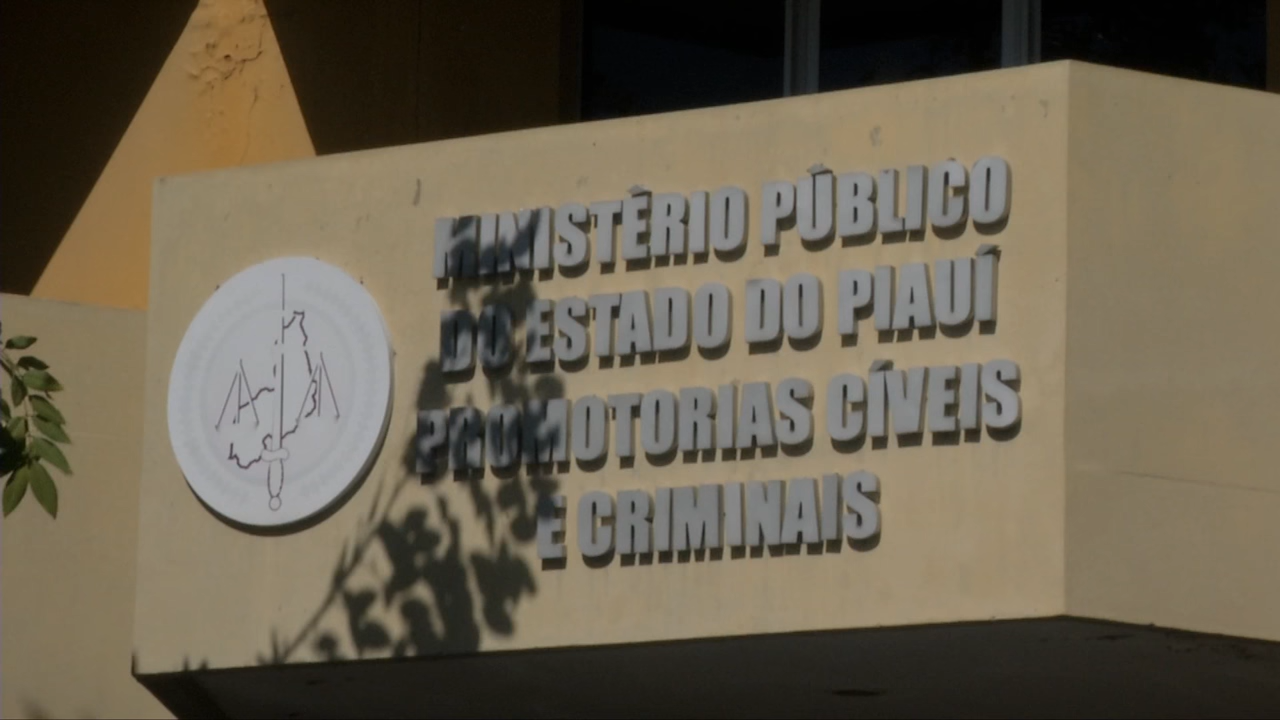 MINISTÉRIO PÚBLICO
DO ESTADO DO PIAUÍ
PROMOTORIAS CÍVEIS
E CRIMINAIS